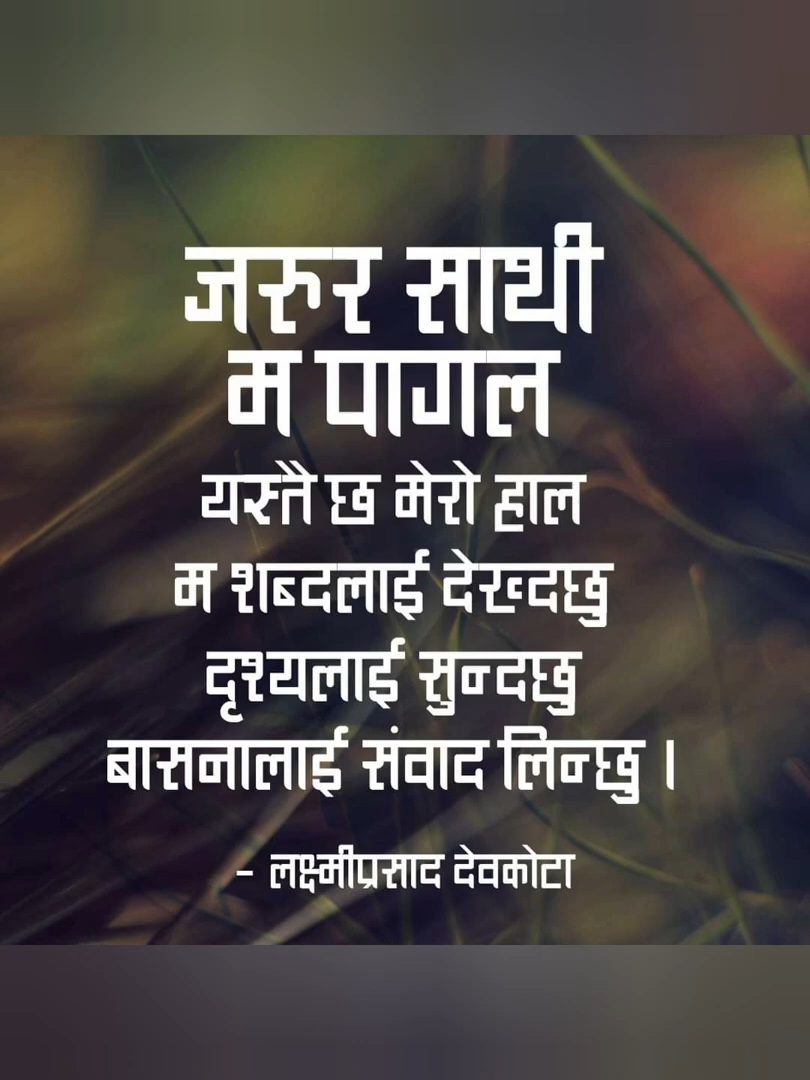 जरुर साथी
म पागल
यस्तै छ मेरो हाल
म शब्दलाई देख्दछु
दृश्यलाई सुन्दछु
बासनालाई संवाद लिन्छु ।
- लक्ष्मीप्रसाद देवकोटा